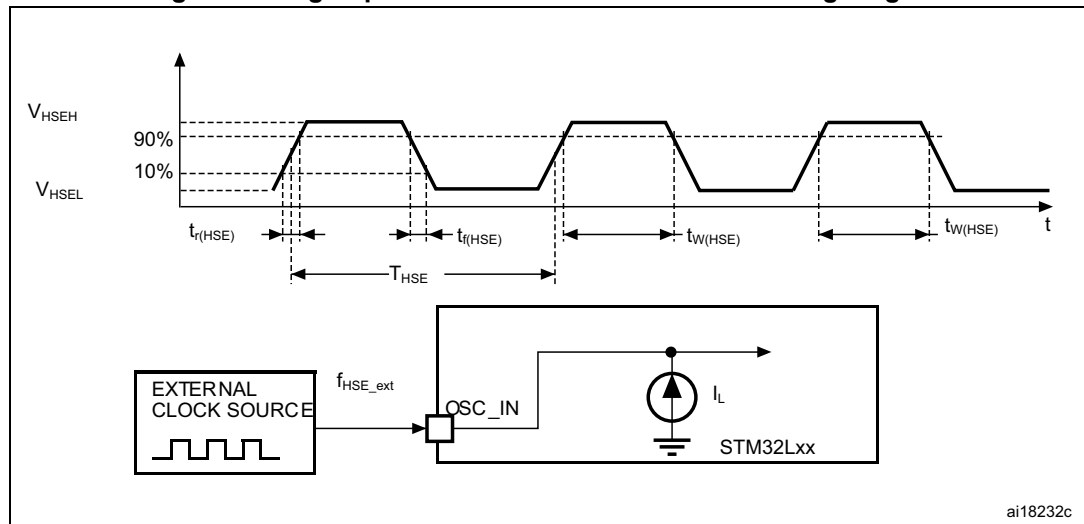 V_HSEH
90%
10%
V_HSEL
t_r(HSE)
t_f(HSE)
t_W(HSE)
t_W(HSE)
t
T_HSE
EXTERNAL
CLOCK SOURCE
f_HSE_ext
OSC_IN
I_L
STM32Lxx
ai18232c